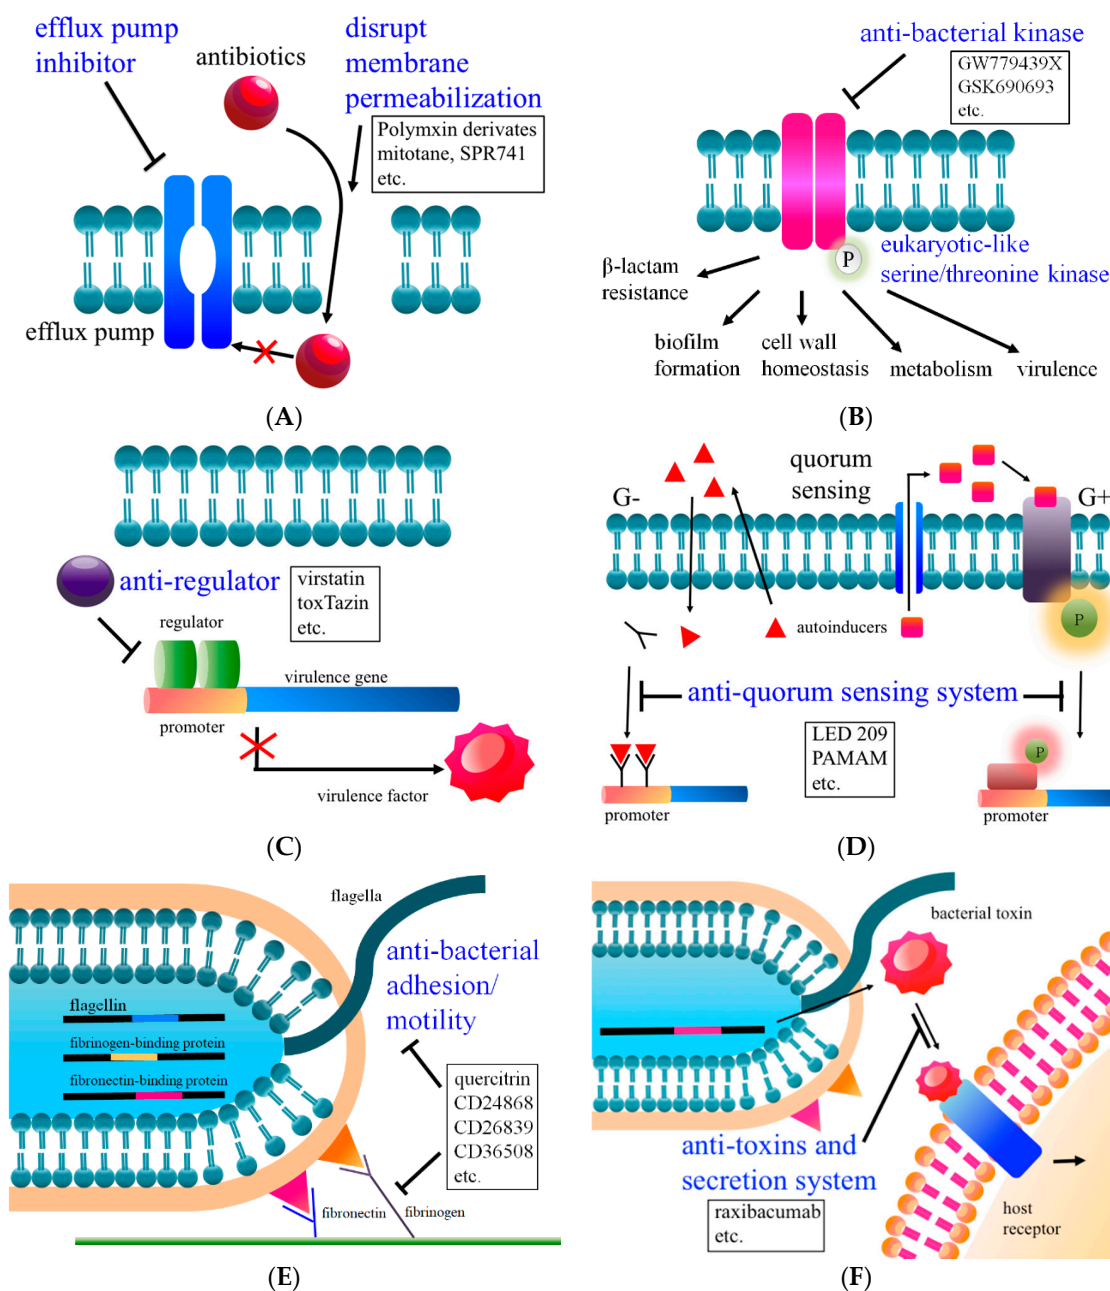 efflux pump
inhibitor
antibiotics
disrupt
membrane
permeabilization
Polymxin derivates
mitotane, SPR741
etc.
efflux pump
(A)
anti-bacterial kinase
GW779439X
GSK690693
etc.
P
eukaryotic-like
serine/threonine kinase
β-lactam
resistance
biofilm
formation
cell wall
homeostasis
metabolism
virulence
(B)
anti-regulator
virstatin
toxTazin
etc.
regulator
virulence gene
promoter
virulence factor
(C)
quorum
sensing
G-
G+
autoinducers
P
anti-quorum sensing system
LED 209
PAMAM
etc.
P
promoter
promoter
(D)
flagella
anti-bacterial
adhesion/
motility
flagellin
fibrinogen-binding protein
fibronectin-binding protein
quercitrin
CD24868
CD26839
CD36508
etc.
fibronectin
fibrinogen
(E)
bacterial toxin
anti-toxins and
secretion system
raxibacumab
etc.
host
receptor
(F)